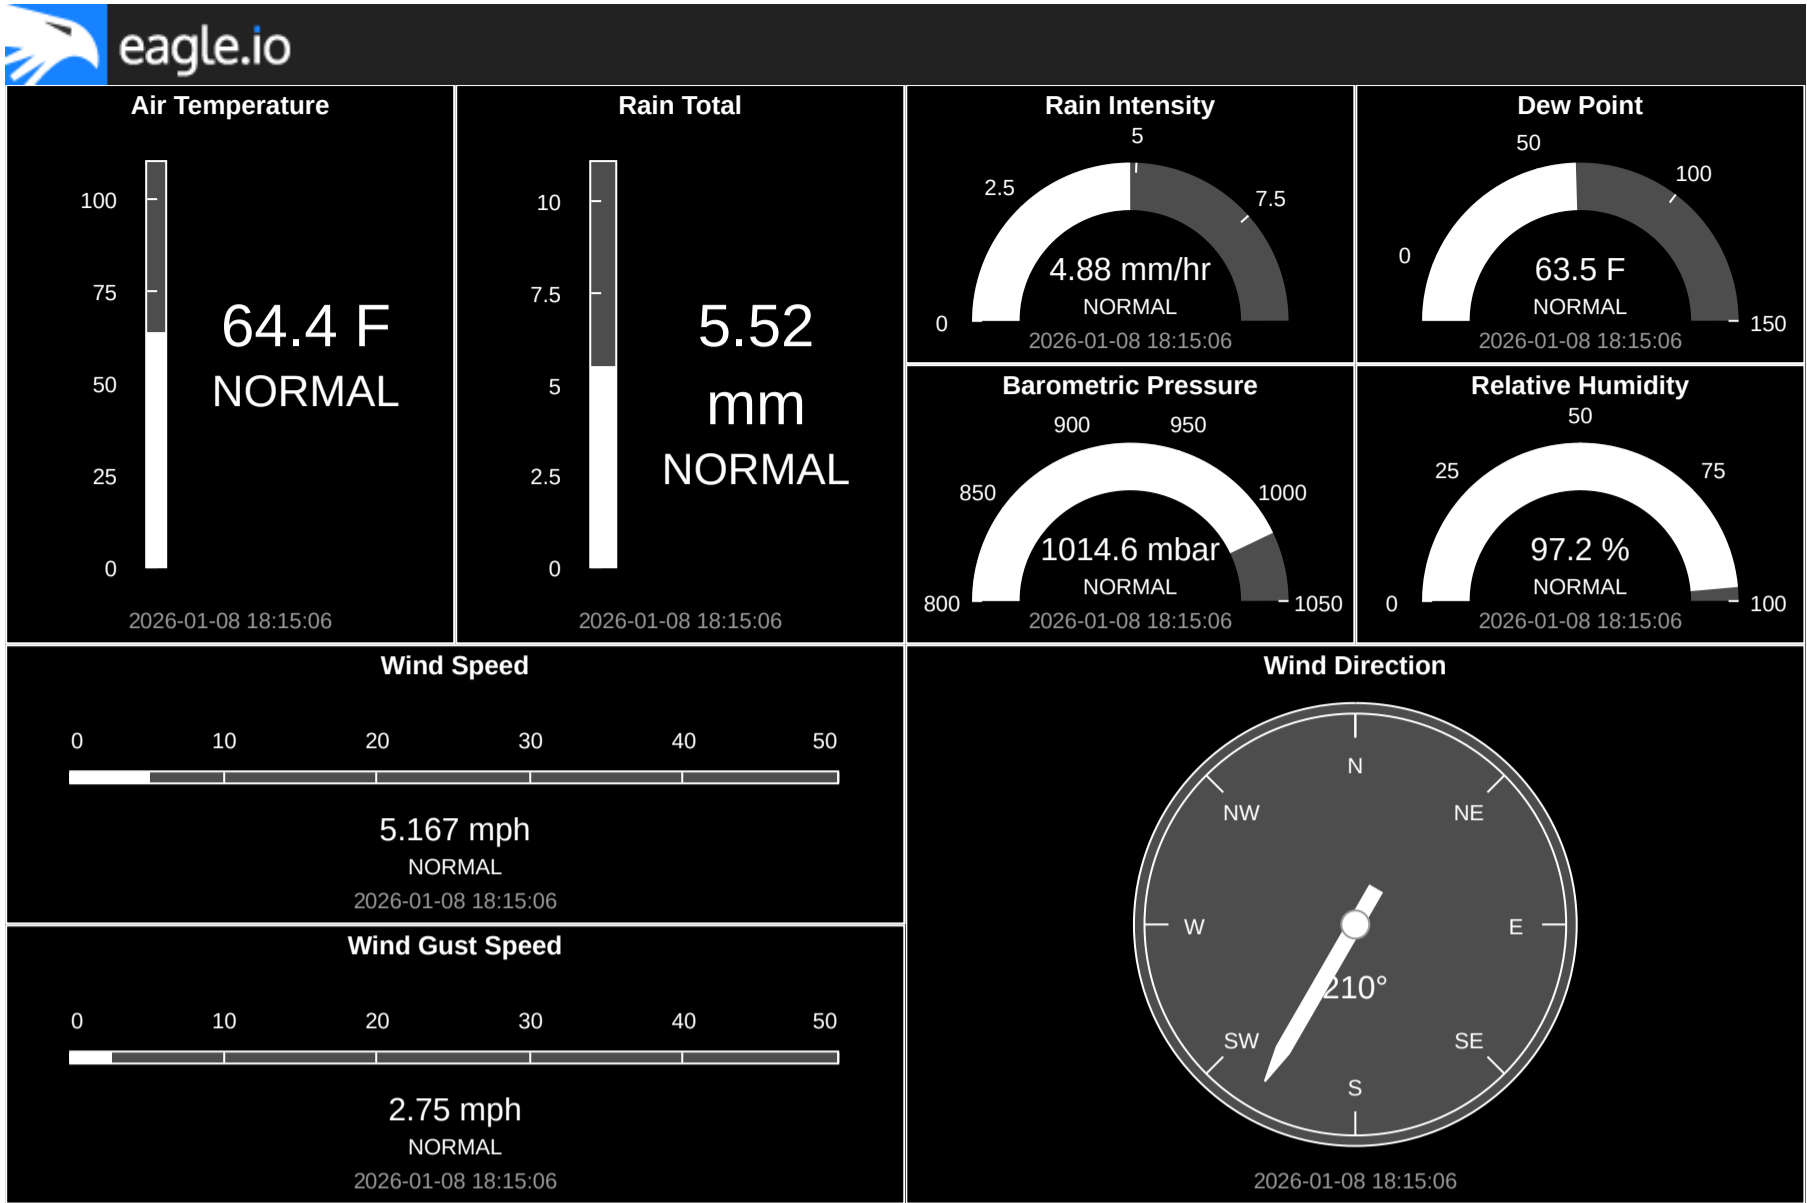 eagle.io
Air Temperature
100
75
50
25
0
64.4 F
NORMAL
2026-01-08 18:15:06
Rain Total
10
7.5
5
2.5
0
5.52
mm
NORMAL
2026-01-08 18:15:06
Rain Intensity
0
2.5
5
7.5
4.88 mm/hr
NORMAL
2026-01-08 18:15:06
Dew Point
0
50
100
150
63.5 F
NORMAL
2026-01-08 18:15:06
Barometric Pressure
800
850
900
950
1000
1050
1014.6 mbar
NORMAL
2026-01-08 18:15:06
Relative Humidity
0
25
50
75
100
97.2 %
NORMAL
2026-01-08 18:15:06
Wind Speed
0 10 20 30 40 50
5.167 mph
NORMAL
2026-01-08 18:15:06
Wind Gust Speed
0 10 20 30 40 50
2.75 mph
NORMAL
2026-01-08 18:15:06
Wind Direction
N
NW NE
W E
210°
SW SE
S
2026-01-08 18:15:06